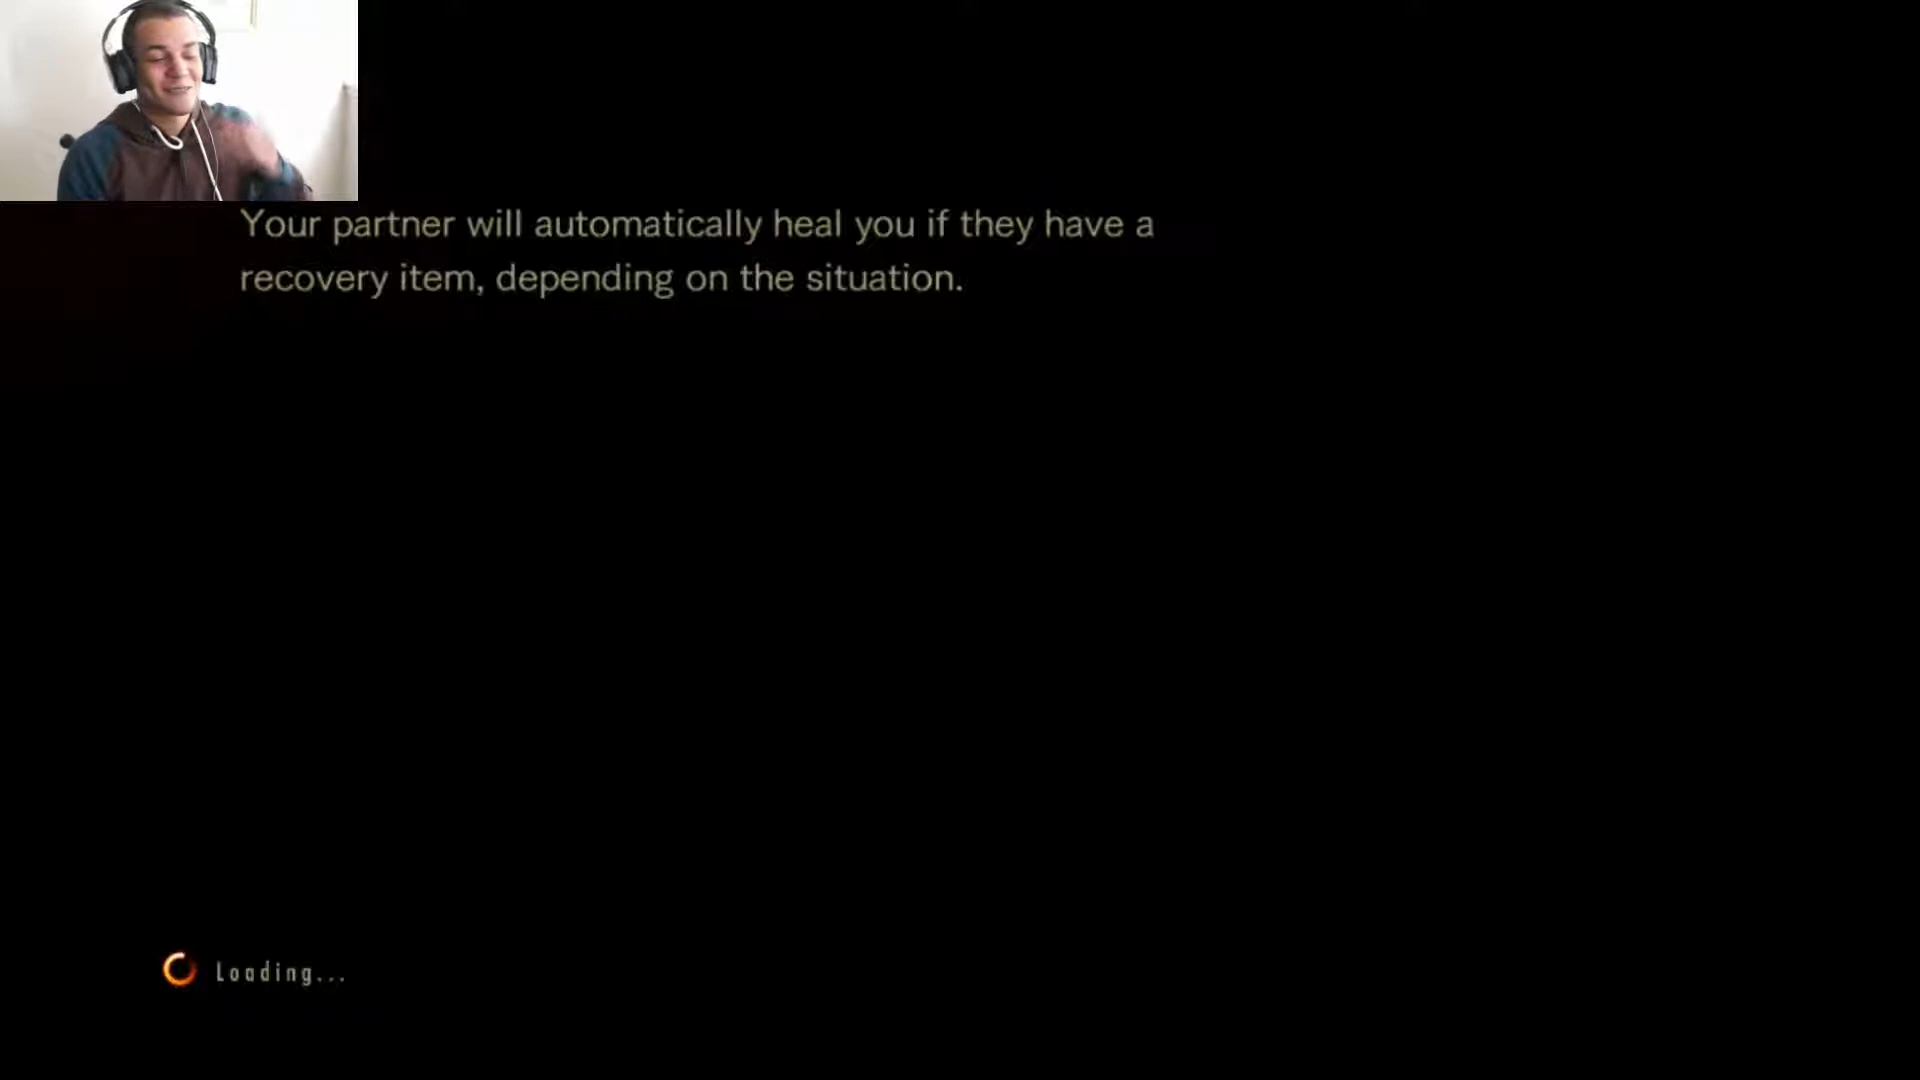 Your partner will automatically heal you if they have a
recovery item, depending on the situation.
Loading...